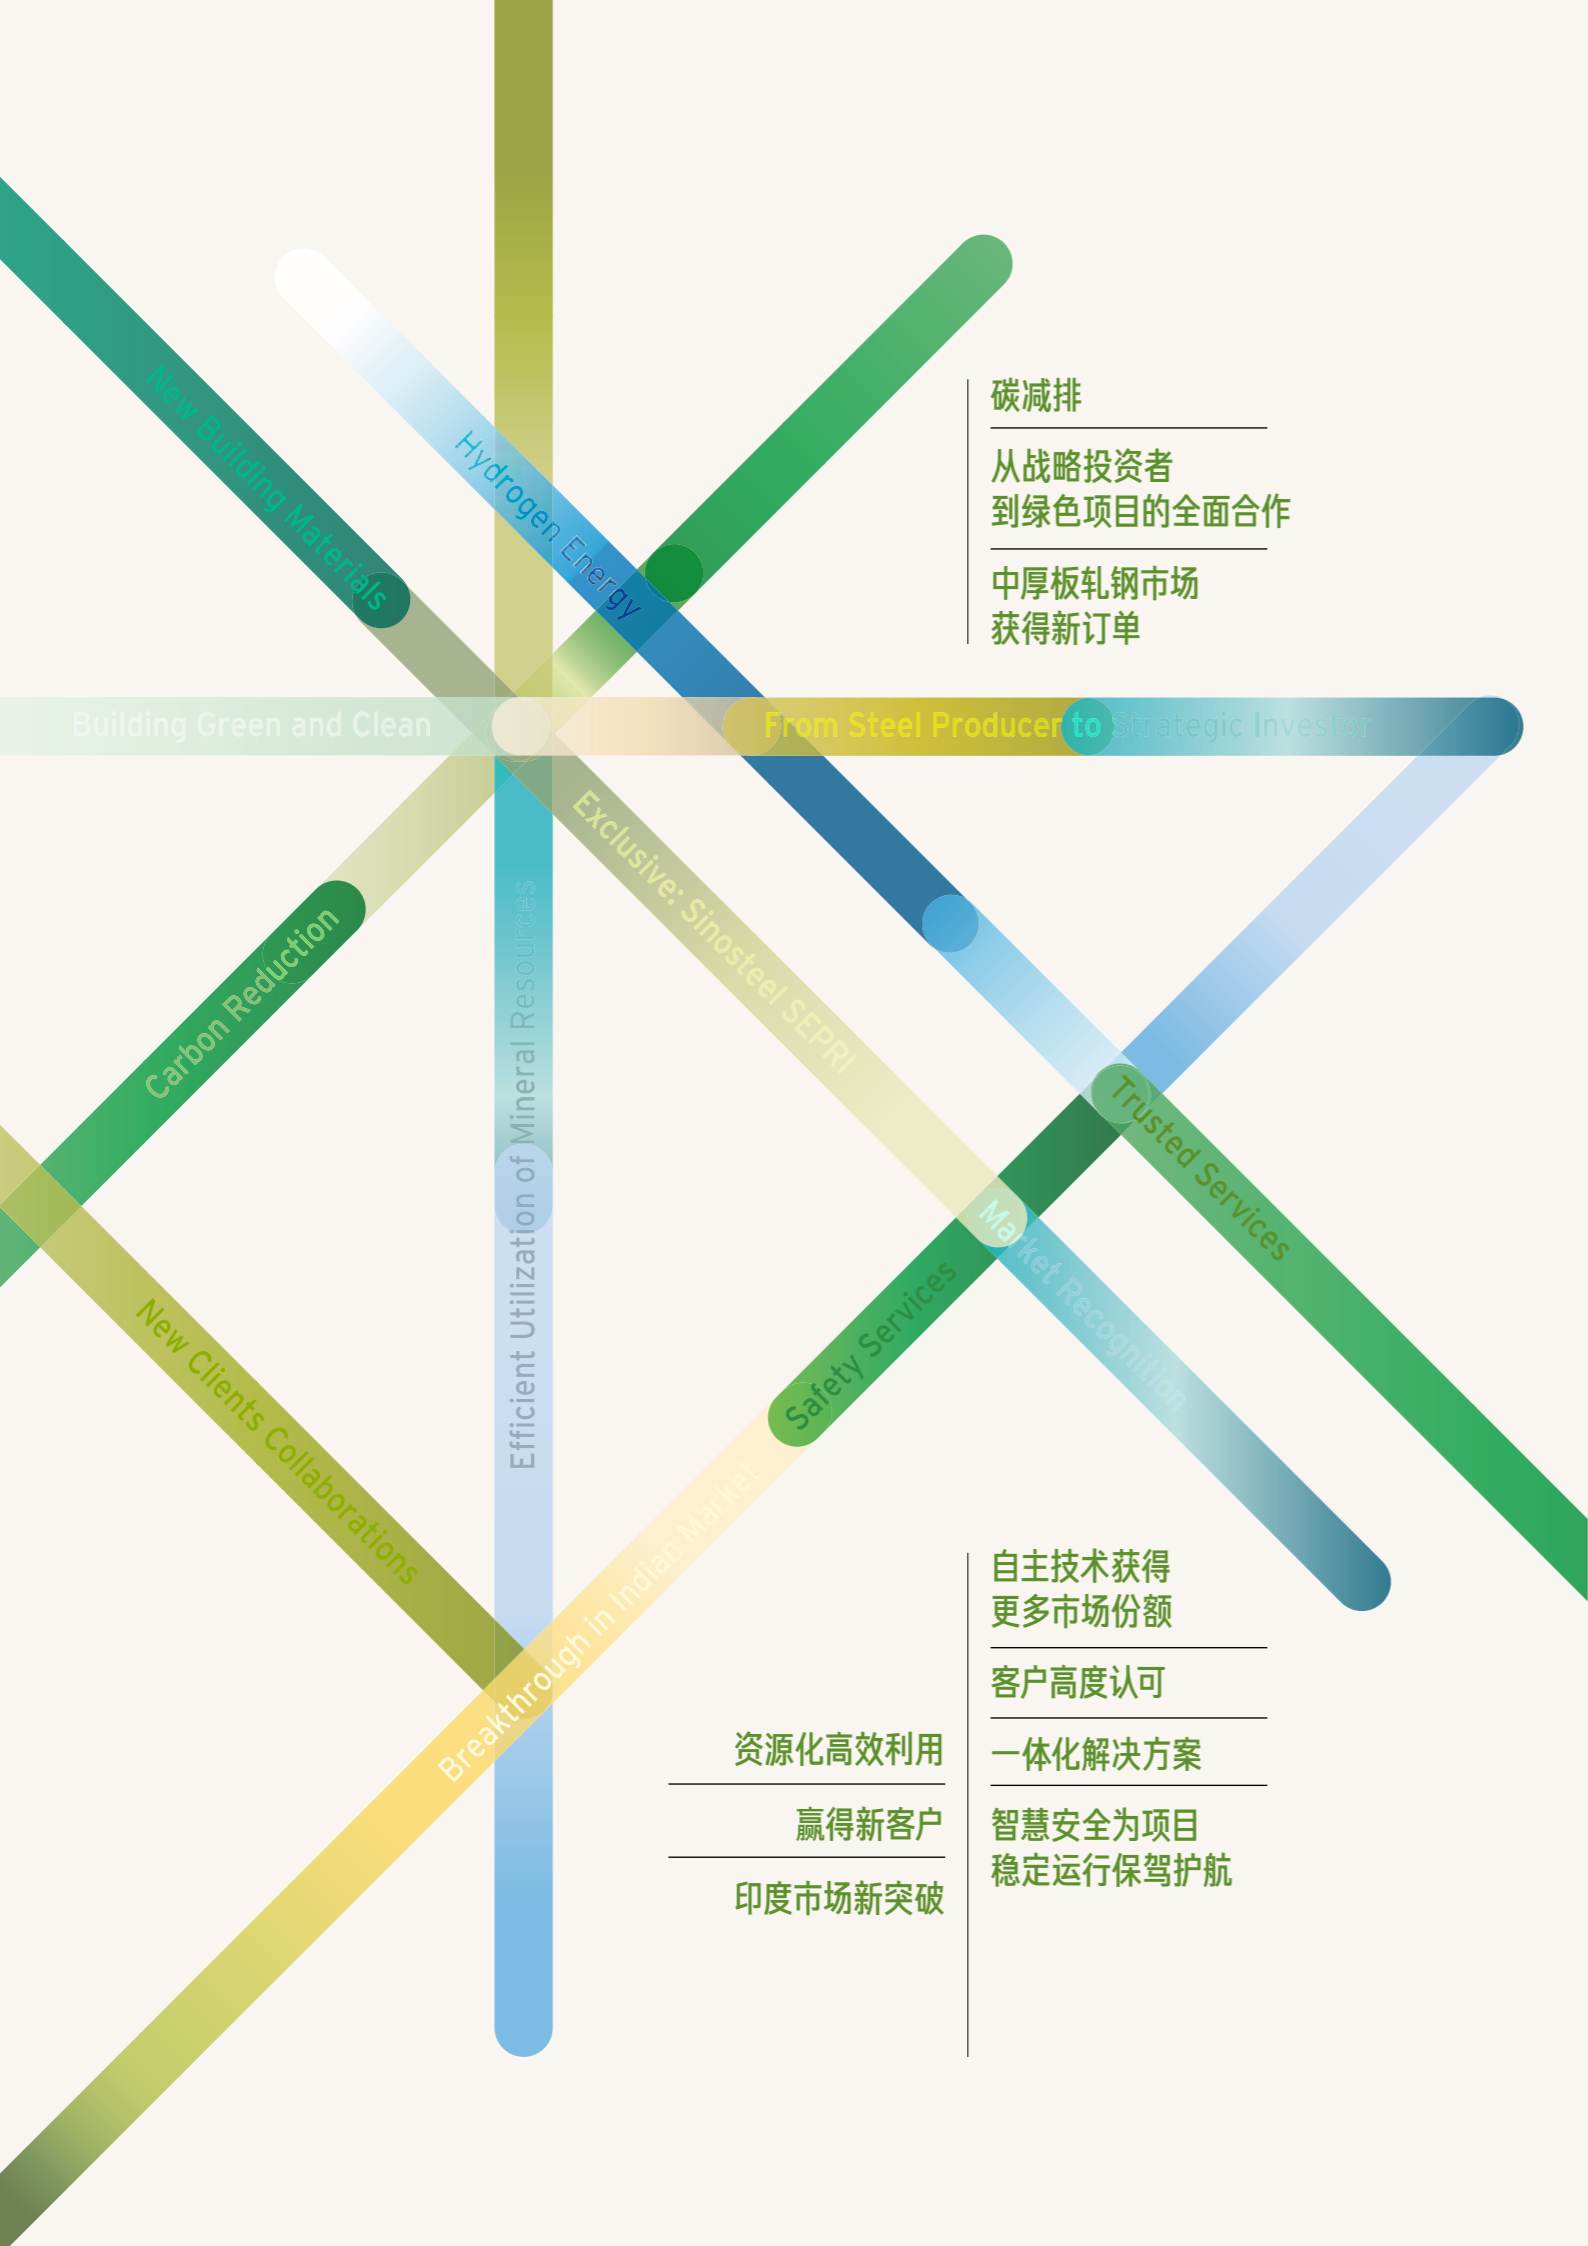 New Building Materials
Hydrogen Energy
碳减排
从战略投资者
到绿色项目的全面合作
中厚板轧钢市场
获得新订单
Building Green and Clean
From Steel Producer to Strategic Investor
Exclusive: Sinosteel SEPRI
Carbon Reduction
Efficient Utilization of Mineral Resources
Trusted Services
Market Recognition
Safety Services
New Clients Collaborations
Breakthrough in Indian Market
自主技术获得
更多市场份额
客户高度认可
一体化解决方案
智慧安全为项目
稳定运行保驾护航
资源化高效利用
赢得新客户
印度市场新突破